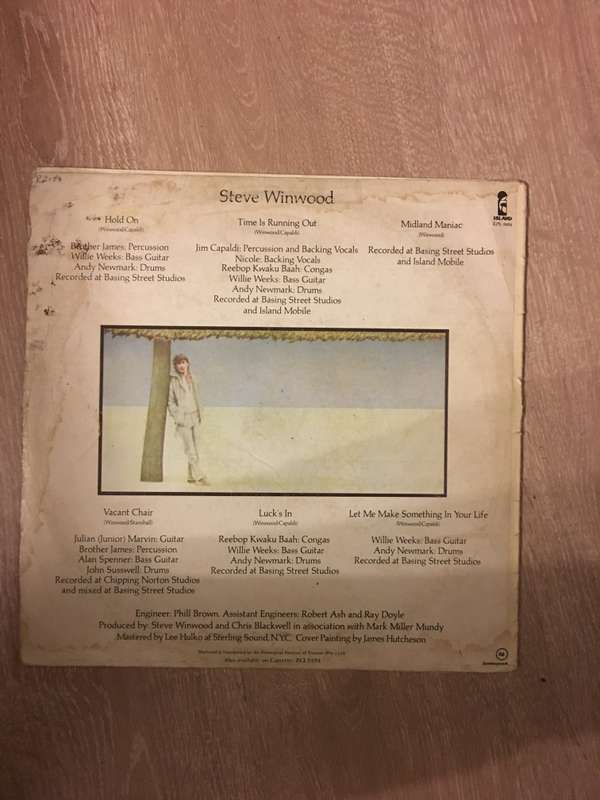 Steve Winwood
ISLAND
Hold On
(Winwood/Capaldi)
Brother James: Percussion
Willie Weeks: Bass Guitar
Andy Newmark: Drums
Recorded at Basing Street Studios
Time Is Running Out
(Winwood/Capaldi)
Jim Capaldi: Percussion and Backing Vocals
Nicole: Backing Vocals
Reebop Kwaku Baah: Congas
Willie Weeks: Bass Guitar
Andy Newmark: Drums
Recorded at Basing Street Studios
and Island Mobile
Midland Maniac
(Winwood)
Recorded at Basing Street Studios
and Island Mobile
Vacant Chair
(Winwood/Stanshall)
Julian (Junior) Marvin: Guitar
Brother James: Percussion
Alan Spenner: Bass Guitar
John Susswell: Drums
Recorded at Chipping Norton Studios
and mixed at Basing Street Studios
Luck's In
(Winwood/Capaldi)
Reebop Kwaku Baah: Congas
Willie Weeks: Bass Guitar
Andy Newmark: Drums
Recorded at Basing Street Studios
Let Me Make Something In Your Life
(Winwood/Capaldi)
Willie Weeks: Bass Guitar
Andy Newmark: Drums
Recorded at Basing Street Studios
Engineer: Phill Brown. Assistant Engineers: Robert Ash and Ray Doyle
Produced by: Steve Winwood and Chris Blackwell in association with Mark Miller Mundy
Mastered by Lee Hulko at Sterling Sound, N.Y.C. Cover Painting by James Hutcheson
Also available on Cassette: